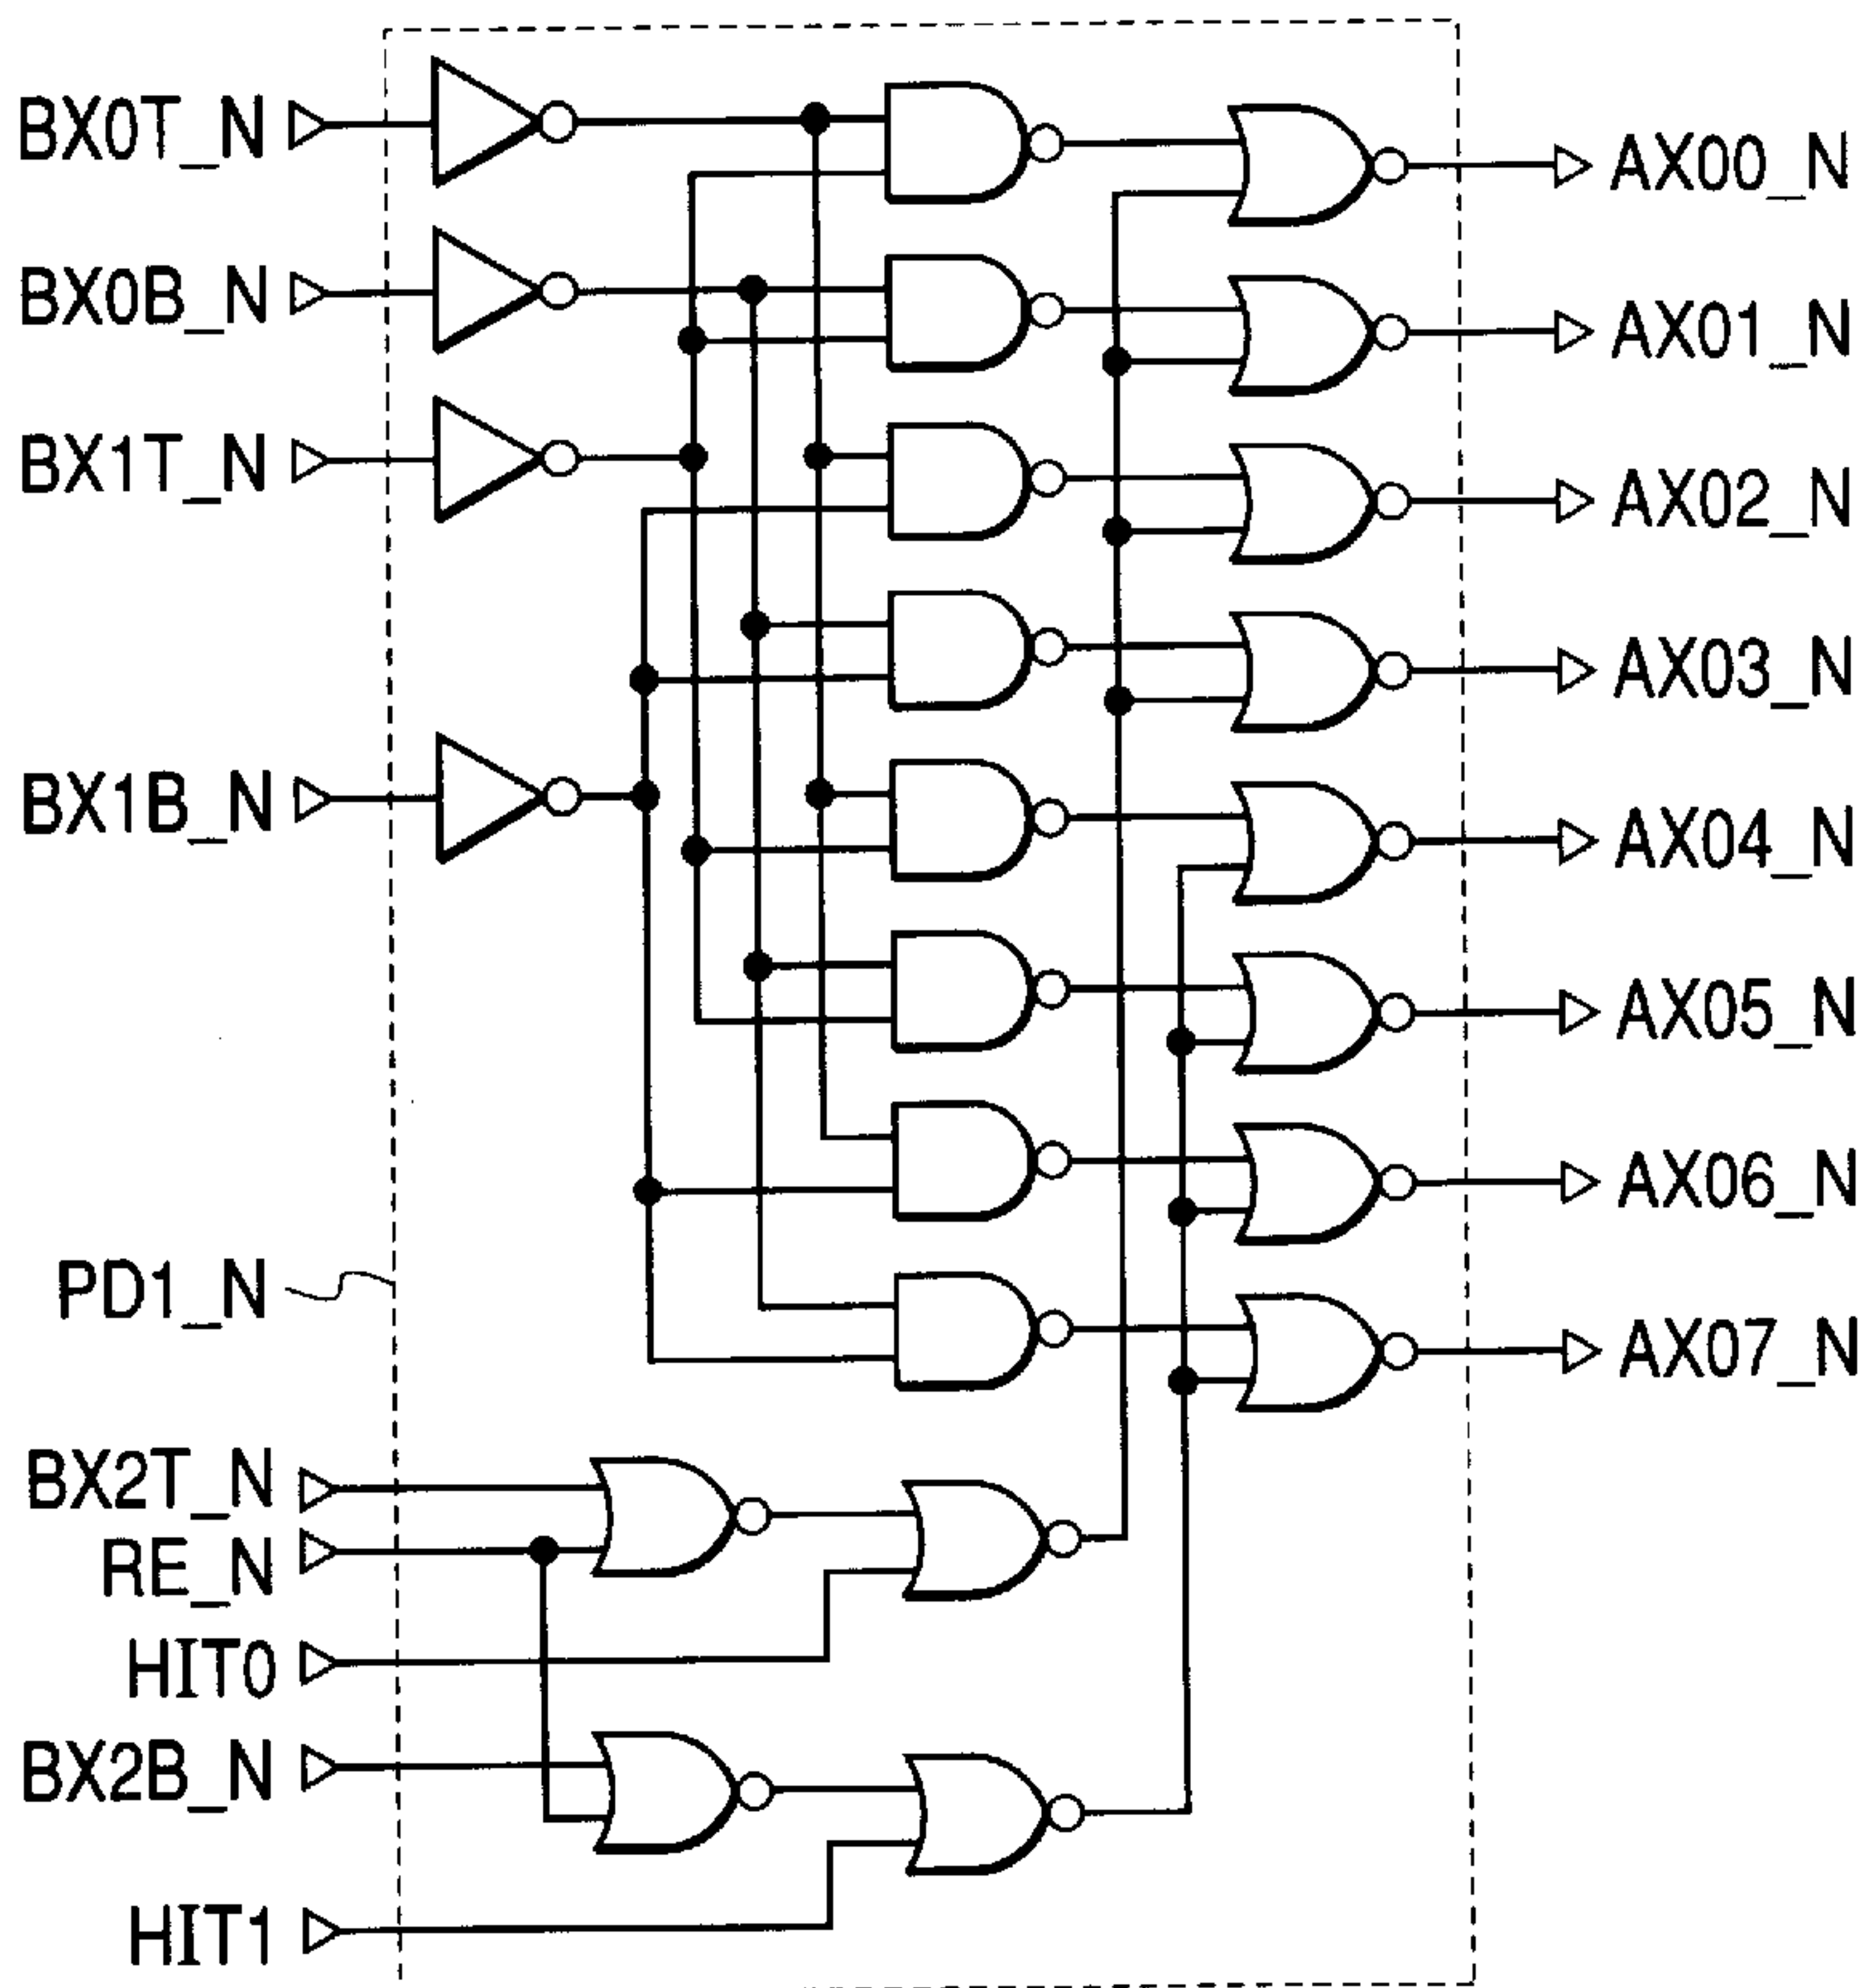 BX0T_N
BX0B_N
BX1T_N
BX1B_N
PD1_N
BX2T_N
RE_N
HIT0
BX2B_N
HIT1
AX00_N
AX01_N
AX02_N
AX03_N
AX04_N
AX05_N
AX06_N
AX07_N